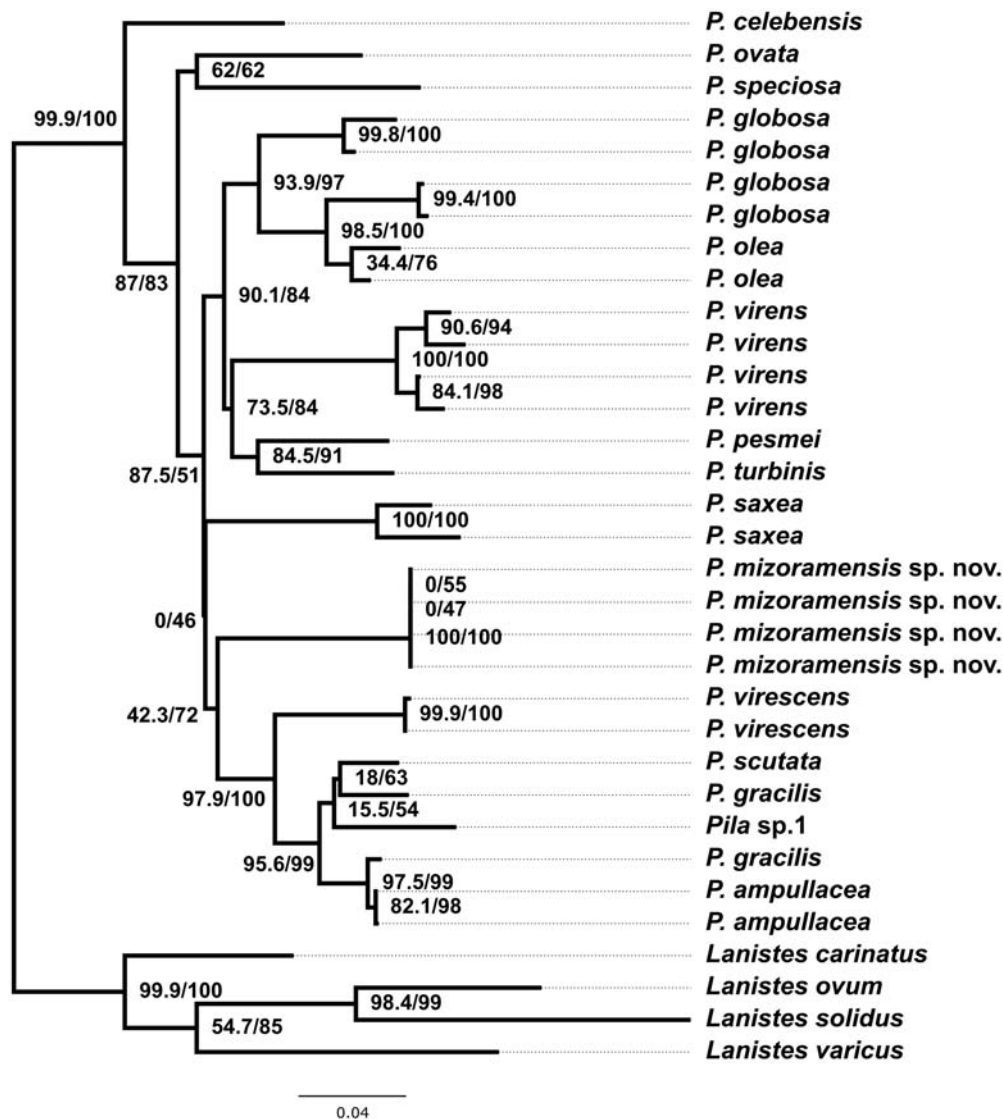 P. celebensis
P. ovata
62/62
P. speciosa
99.9/100
P. globosa
99.8/100
P. globosa
93.9/97
P. globosa
99.4/100
P. globosa
98.5/100
P. olea
34.4/76
P. olea
87/83
90.1/84
P. virens
90.6/94
P. virens
100/100
P. virens
84.1/98
P. virens
73.5/84
P. pesmei
84.5/91
P. turbinis
87.5/51
P. saxea
100/100
P. saxea
P. mizoramensis sp. nov.
0/55
P. mizoramensis sp. nov.
0/47
0/46
P. mizoramensis sp. nov.
100/100
P. mizoramensis sp. nov.
P. virescens
99.9/100
42.3/72
P. virescens
P. scutata
18/63
97.9/100
P. gracilis
15.5/54
Pila sp.1
95.6/99
P. gracilis
97.5/99
P. ampullacea
82.1/98
P. ampullacea
Lanistes carinatus
99.9/100
Lanistes ovum
98.4/99
Lanistes solidus
54.7/85
Lanistes varicus
0.04